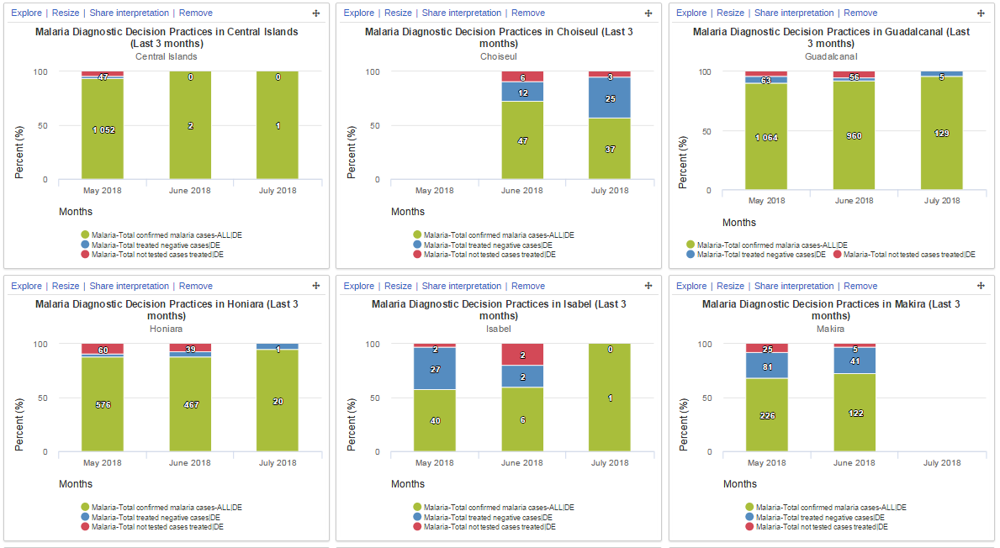 Explore | Resize | Share interpretation | Remove
Malaria Diagnostic Decision Practices in Central Islands
(Last 3 months)
Central Islands
100
50
0
Percent (%)
47
1 052
0
2
0
1
May 2018
June 2018
July 2018
Months
Malaria-Total confirmed malaria cases-ALL|DE
Malaria-Total treated negative cases|DE
Malaria-Total not tested cases treated|DE
Explore | Resize | Share interpretation | Remove
Malaria Diagnostic Decision Practices in Choiseul (Last 3
months)
Choiseul
100
50
0
Percent (%)
6
12
47
3
25
37
May 2018
June 2018
July 2018
Months
Malaria-Total confirmed malaria cases-ALL|DE
Malaria-Total treated negative cases|DE
Malaria-Total not tested cases treated|DE
Explore | Resize | Share interpretation | Remove
Malaria Diagnostic Decision Practices in Guadalcanal (Last
3 months)
Guadalcanal
100
50
0
Percent (%)
63
1 064
56
960
5
129
May 2018
June 2018
July 2018
Months
Malaria-Total confirmed malaria cases-ALL|DE
Malaria-Total treated negative cases|DE Malaria-Total not tested cases treated|DE
Explore | Resize | Share interpretation | Remove
Malaria Diagnostic Decision Practices in Honiara (Last 3
months)
Honiara
100
50
0
Percent (%)
60
576
39
467
1
20
May 2018
June 2018
July 2018
Months
Malaria-Total confirmed malaria cases-ALL|DE
Malaria-Total treated negative cases|DE
Malaria-Total not tested cases treated|DE
Explore | Resize | Share interpretation | Remove
Malaria Diagnostic Decision Practices in Isabel (Last 3
months)
Isabel
100
50
0
Percent (%)
2
27
40
2
2
6
0
1
May 2018
June 2018
July 2018
Months
Malaria-Total confirmed malaria cases-ALL|DE
Malaria-Total treated negative cases|DE
Malaria-Total not tested cases treated|DE
Explore | Resize | Share interpretation | Remove
Malaria Diagnostic Decision Practices in Makira (Last 3
months)
Makira
100
50
0
Percent (%)
25
81
226
5
41
122
May 2018
June 2018
July 2018
Months
Malaria-Total confirmed malaria cases-ALL|DE
Malaria-Total treated negative cases|DE
Malaria-Total not tested cases treated|DE